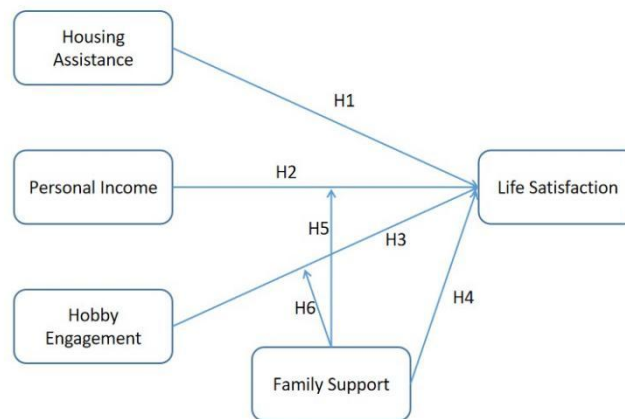 Housing
Assistance
H1
Personal Income
H2
Life Satisfaction
H5
H3
Hobby
Engagement
H6
H4
Family Support